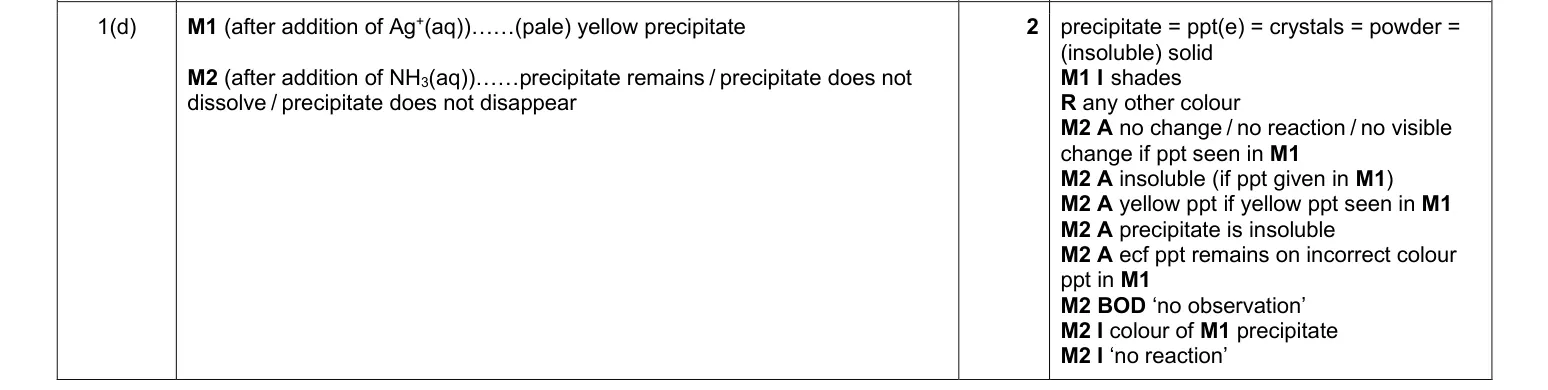 1(d)
M1 (after addition of Ag⁺(aq))……(pale) yellow precipitate
M2 (after addition of NH₃(aq))……precipitate remains / precipitate does not
dissolve / precipitate does not disappear
2
precipitate = ppt(e) = crystals = powder =
(insoluble) solid
M1 I shades
R any other colour
M2 A no change / no reaction / no visible
change if ppt seen in M1
M2 A insoluble (if ppt given in M1)
M2 A yellow ppt if yellow ppt seen in M1
M2 A precipitate is insoluble
M2 A ecf ppt remains on incorrect colour
ppt in M1
M2 BOD ‘no observation’
M2 I colour of M1 precipitate
M2 I ‘no reaction’